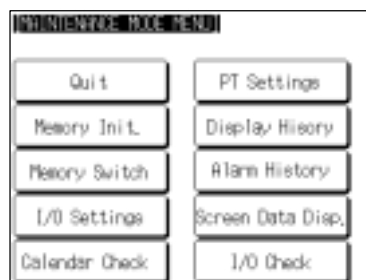 [MAINTENANCE MODE MENU]
Quit
PT Settings
Memory Init.
Display Hisory
Memory Switch
Alarm History
I/O Settings
Screen Data Disp.
Calendar Check
I/O Check